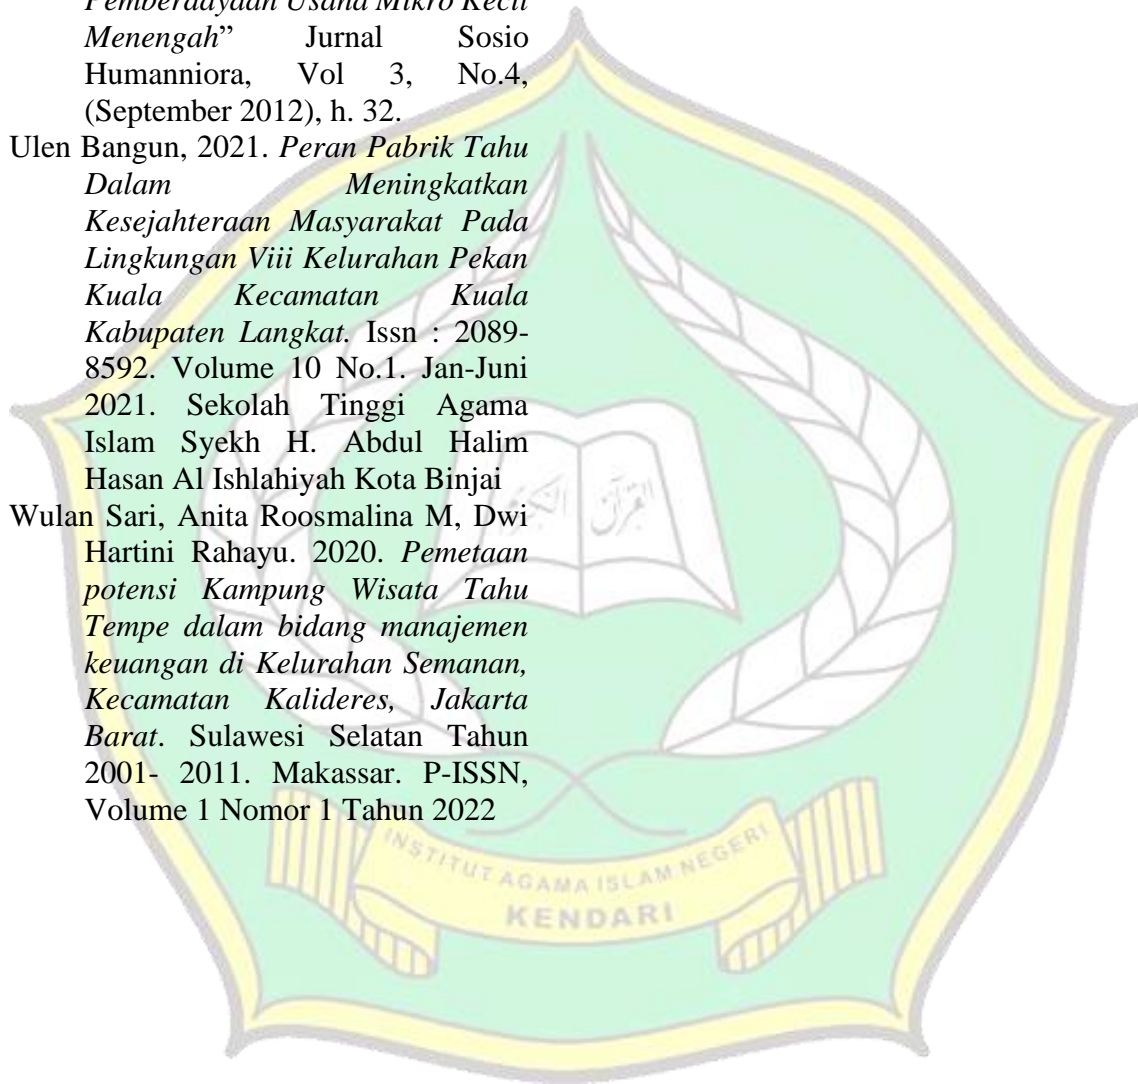 Pemberdayaan Usaha Mikro Kecil
Menengah” Jurnal Sosio
Humanniora, Vol 3, No.4,
(September 2012), h. 32.
Ulen Bangun, 2021. Peran Pabrik Tahu
Dalam Meningkatkan
Kesejahteraan Masyarakat Pada
Lingkungan Viii Kelurahan Pekan
Kuala Kecamatan Kuala
Kabupaten Langkat. Issn : 2089-
8592. Volume 10 No.1. Jan-Juni
2021. Sekolah Tinggi Agama
Islam Syekh H. Abdul Halim
Hasan Al Ishlahiyah Kota Binjai
Wulan Sari, Anita Roosmalina M, Dwi
Hartini Rahayu. 2020. Pemetaan
potensi Kampung Wisata Tahu
Tempe dalam bidang manajemen
keuangan di Kelurahan Semanan,
Kecamatan Kalideres, Jakarta
Barat. Sulawesi Selatan Tahun
2001- 2011. Makassar. P-ISSN,
Volume 1 Nomor 1 Tahun 2022
القرآن الكريم
INSTITUT AGAMA ISLAM NEGERI
KENDARI